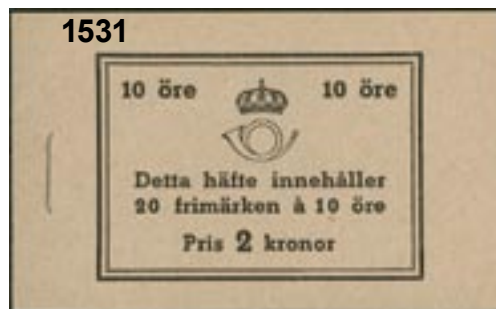 1531
10 öre 10 öre
Detta häfte innehåller
20 frimärken à 10 öre
Pris 2 kronor